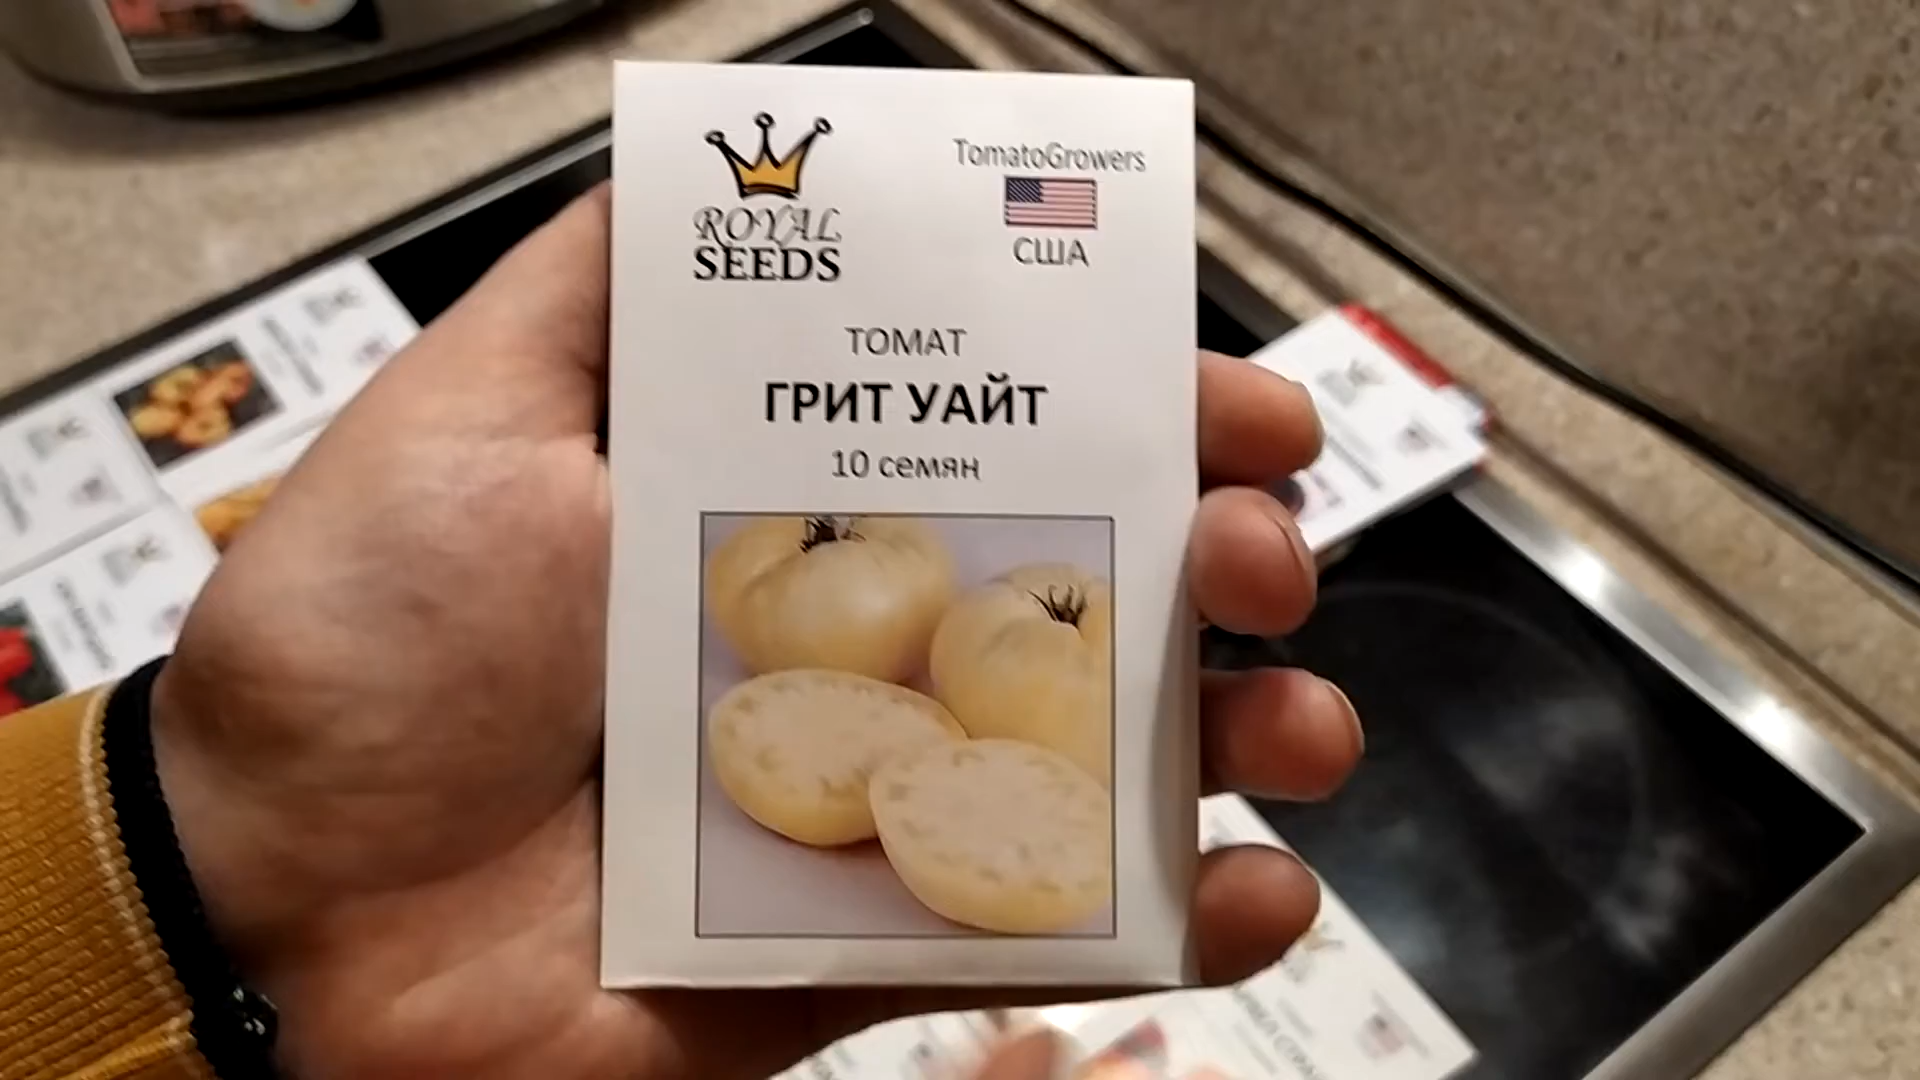 ROYAL
SEEDS
TomatoGrowers
США
ТОМАТ
ГРИТ УАЙТ
10 семян